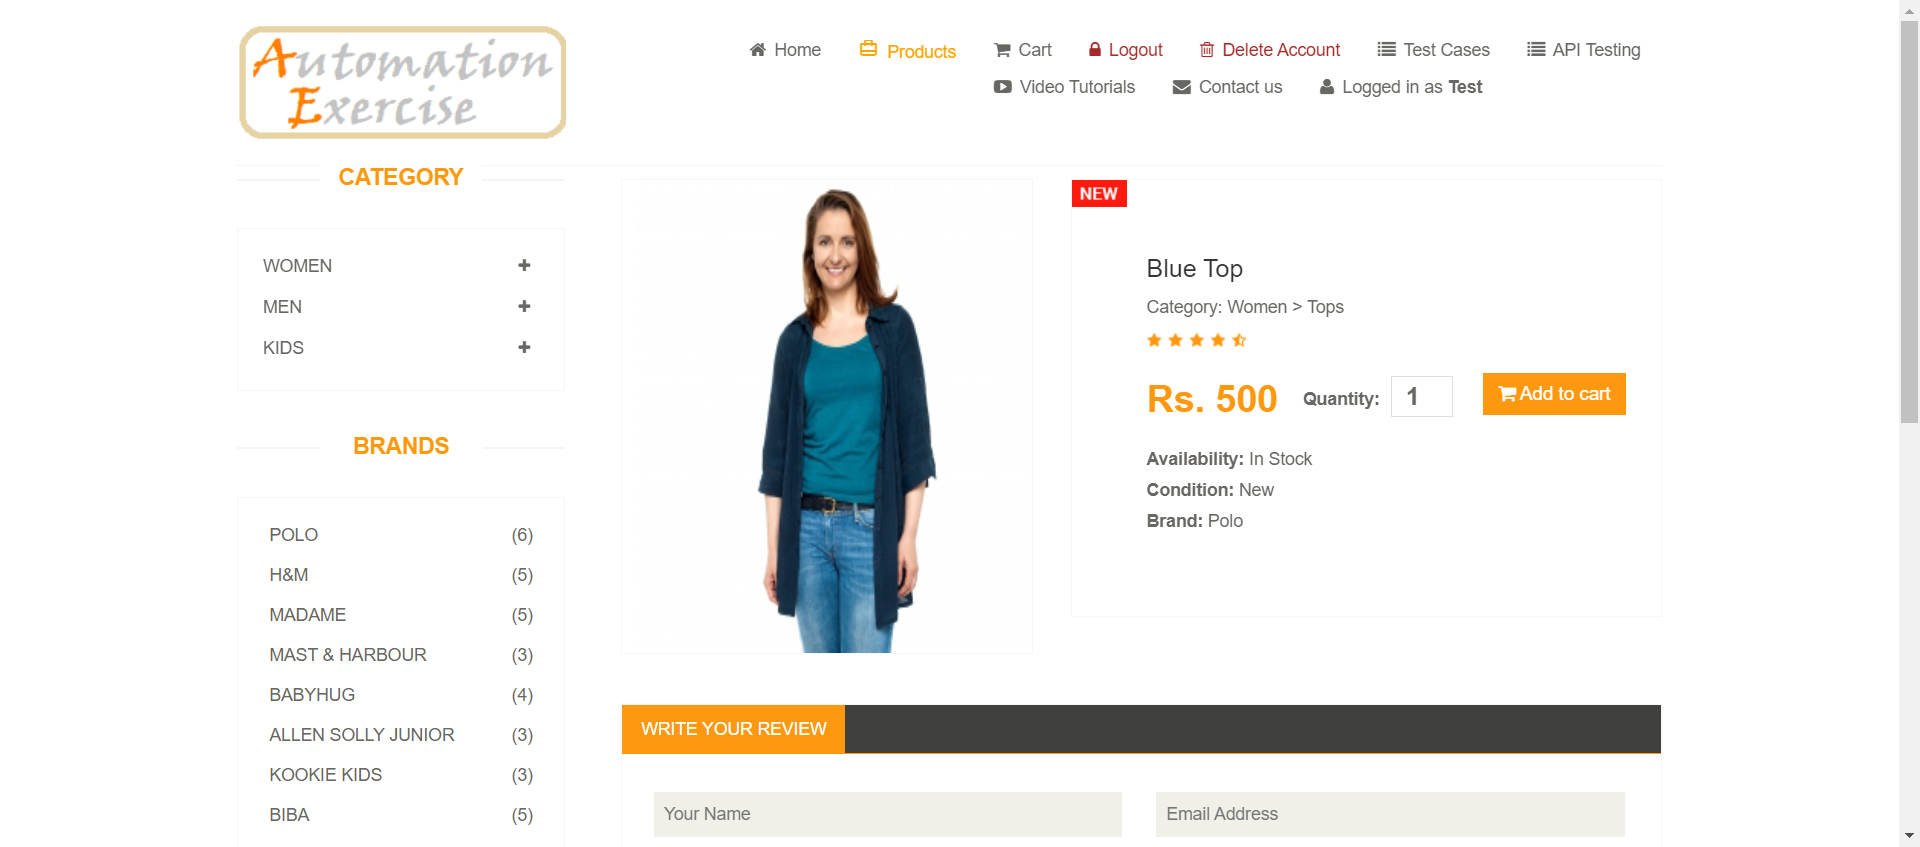 Automation
Exercise
Home
Products
Cart
Logout
Delete Account
Test Cases
API Testing
Video Tutorials
Contact us
Logged in as Test
CATEGORY
WOMEN
MEN
KIDS
BRANDS
POLO (6)
H&M (5)
MADAME (5)
MAST & HARBOUR (3)
BABYHUG (4)
ALLEN SOLLY JUNIOR (3)
KOOKIE KIDS (3)
BIBA (5)
NEW
Blue Top
Category: Women > Tops
Rs. 500 Quantity: 1 Add to cart
Availability: In Stock
Condition: New
Brand: Polo
WRITE YOUR REVIEW
Your Name
Email Address